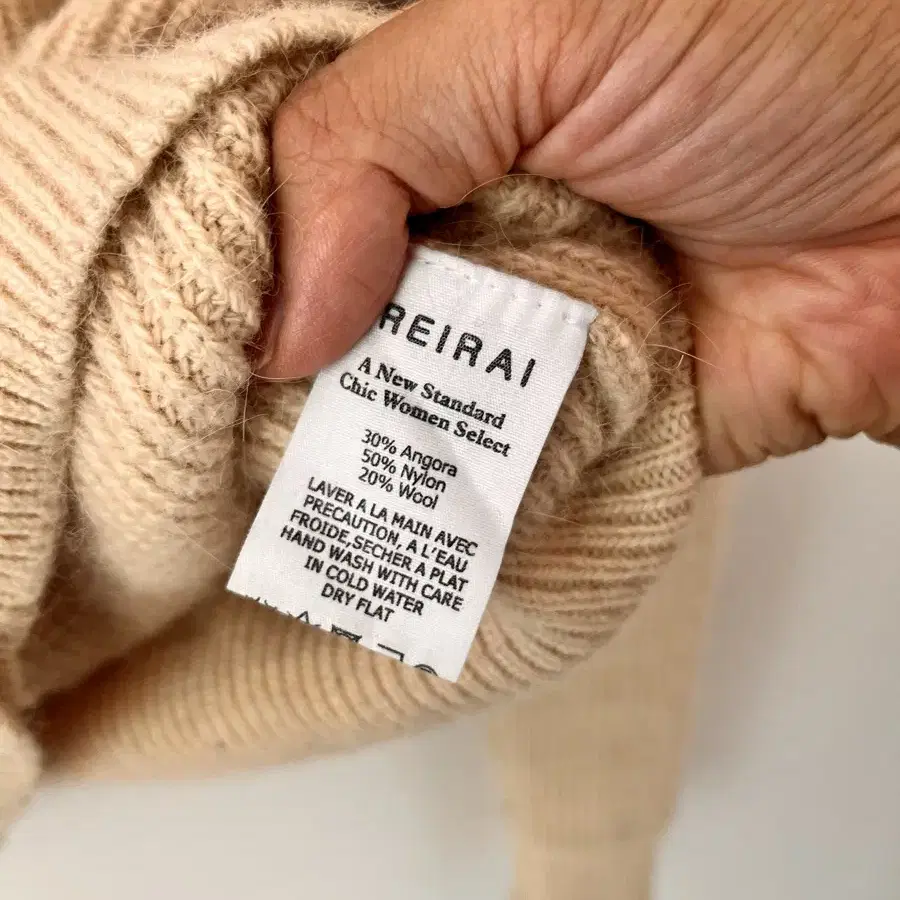 REIRAI
A New Standard
Chic Women Select
30% Angora
50% Nylon
20% Wool
LAVER A LA MAIN AVEC
PRECAUTION, A L'EAU
FROIDE,SECHER A PLAT
HAND WASH WITH CARE
IN COLD WATER
DRY FLAT